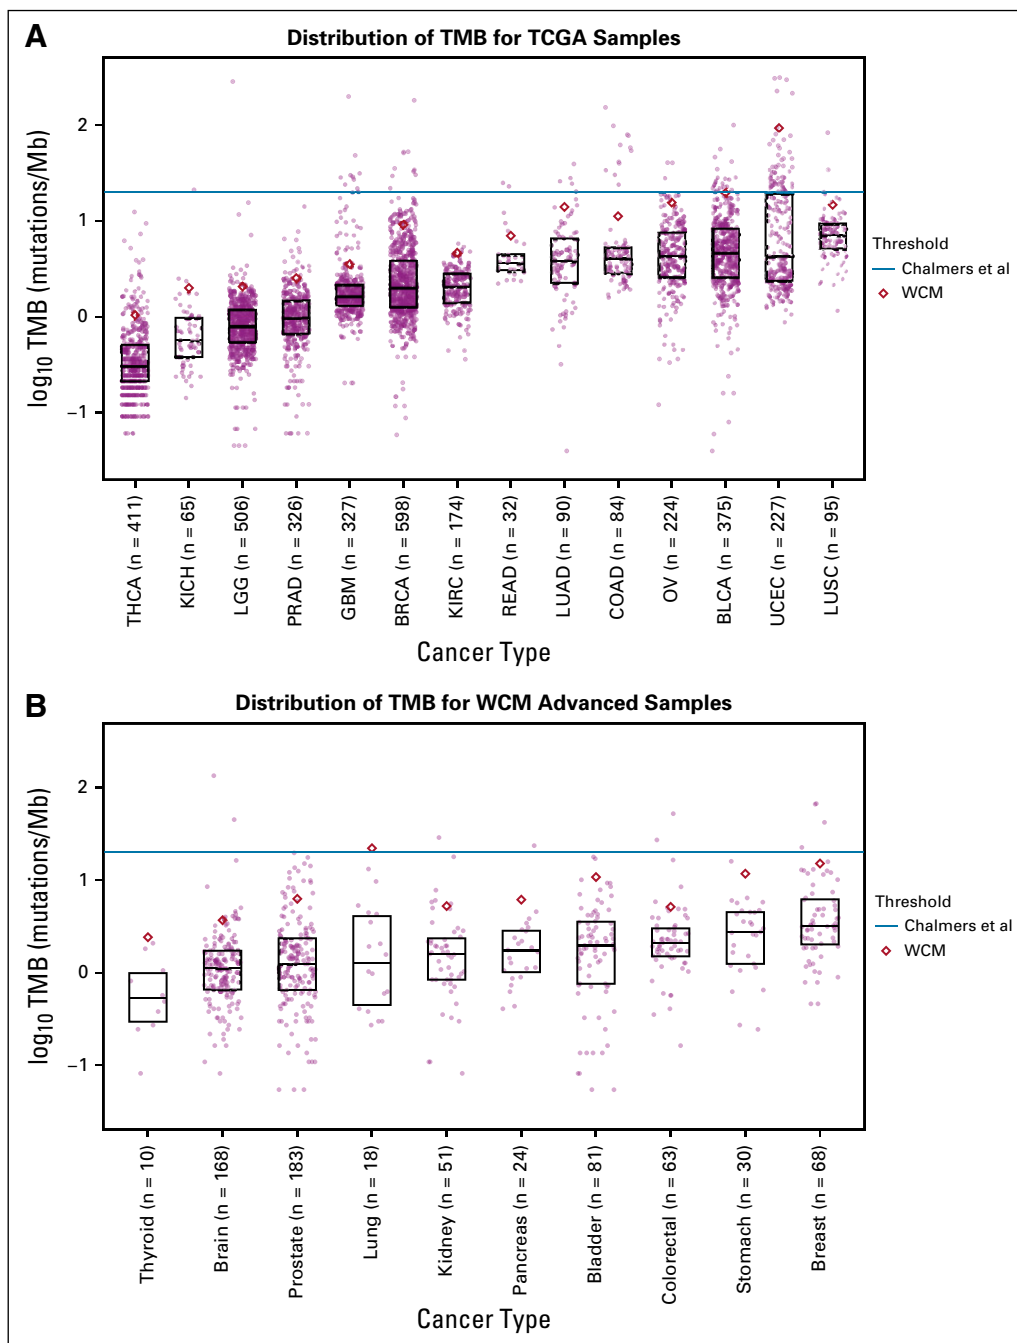 A
Distribution of TMB for TCGA Samples
log10 TMB (mutations/Mb)
2
1
0
−1
THCA (n = 411)
KICH (n = 65)
LGG (n = 506)
PRAD (n = 326)
GBM (n = 327)
BRCA (n = 598)
KIRC (n = 174)
READ (n = 32)
LUAD (n = 90)
COAD (n = 84)
OV (n = 224)
BLCA (n = 375)
UCEC (n = 227)
LUSC (n = 95)
Cancer Type
Threshold
Chalmers et al
WCM
B
Distribution of TMB for WCM Advanced Samples
log10 TMB (mutations/Mb)
2
1
0
−1
Thyroid (n = 10)
Brain (n = 168)
Prostate (n = 183)
Lung (n = 18)
Kidney (n = 51)
Pancreas (n = 24)
Bladder (n = 81)
Colorectal (n = 63)
Stomach (n = 30)
Breast (n = 68)
Cancer Type
Threshold
Chalmers et al
WCM